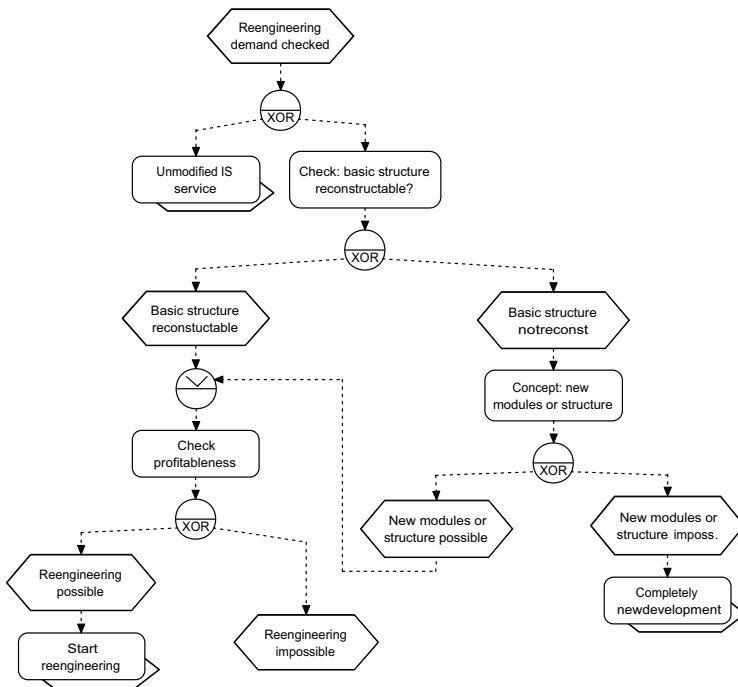 Reengineering
demand checked
XOR
Unmodified IS
service
Check: basic structure
reconstructable?
XOR
Basic structure
reconstuctable
Basic structure
notreconst
Concept: new
modules or structure
Check
profitableness
XOR
New modules or
structure possible
New modules or
structure imposs.
XOR
Reengineering
possible
Completely
newdevelopment
Reengineering
impossible
Start
reengineering